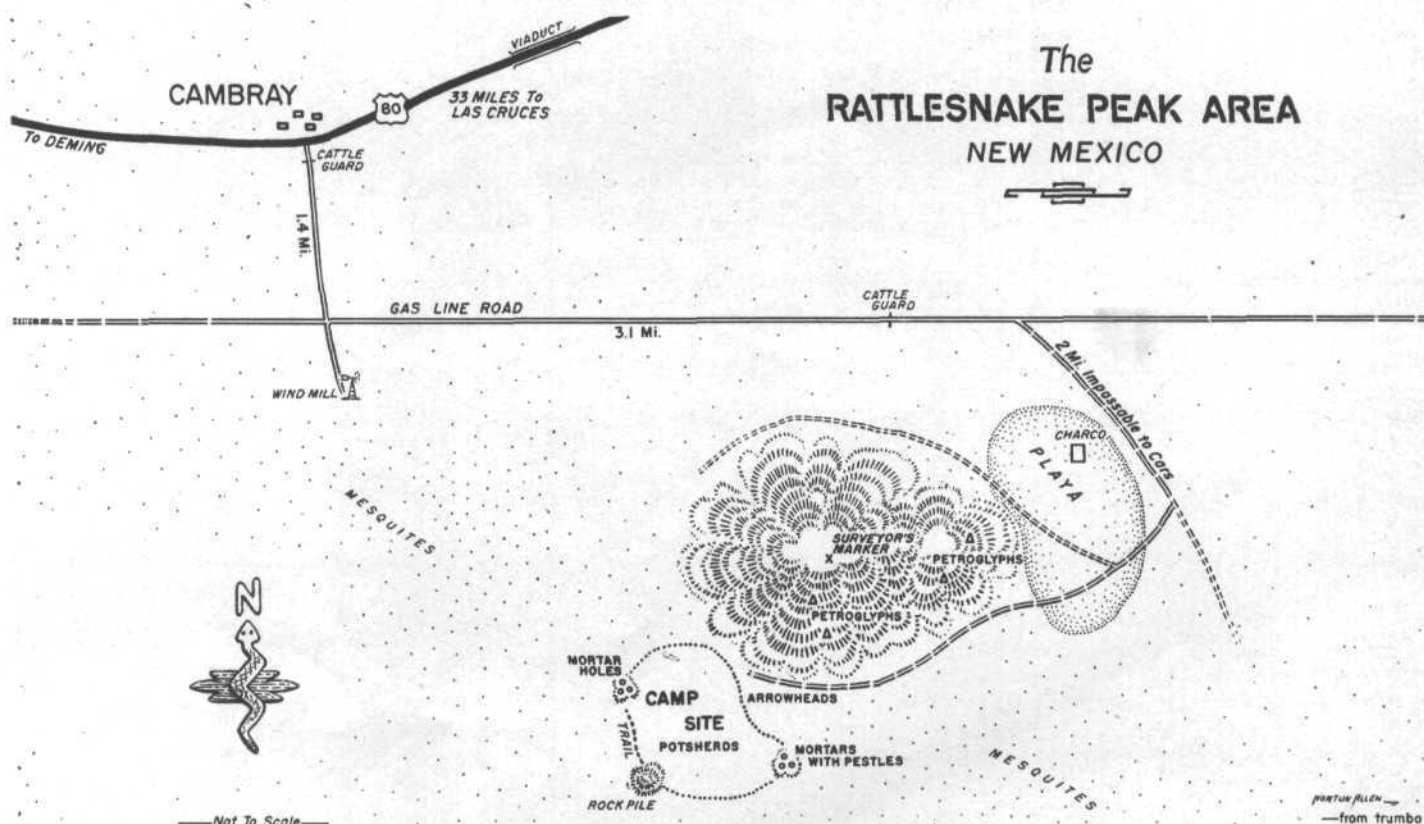 The
RATTLESNAKE PEAK AREA
NEW MEXICO
VIADUCT
CAMBRAY
80
33 MILES TO
LAS CRUCES
To DEMING
CATTLE
GUARD
1.4 Mi.
GAS LINE ROAD
CATTLE
GUARD
3.1 Mi.
WIND MILL
2 Mi. Impassable to Cars
CHARCO
PLAYA
MESQUITES
SURVEYOR'S
MARKER
X
PETROGLYPHS
PETROGLYPHS
N
MORTAR
HOLES
CAMP
SITE
POTSHERDS
ARROWHEADS
TRAIL
MORTARS
WITH PESTLES
ROCK PILE
MESQUITES
Not To Scale
NORTON ALLEN
—from trumbo